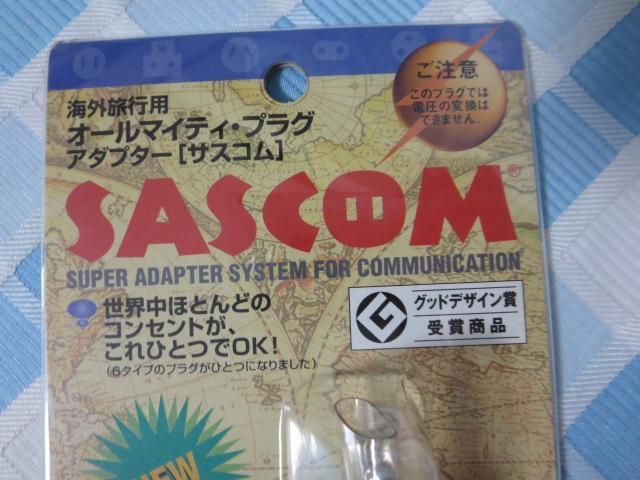 海外旅行用
オールマイティ・プラグ
アダプター[サスコム]
ご注意
このプラグでは
電圧の変換は
できません。
SASCOM®
SUPER ADAPTER SYSTEM FOR COMMUNICATION
世界中ほとんどの
コンセントが、
これひとつでOK!
(6タイプのプラグがひとつになりました)
グッドデザイン賞
受賞商品
NEW